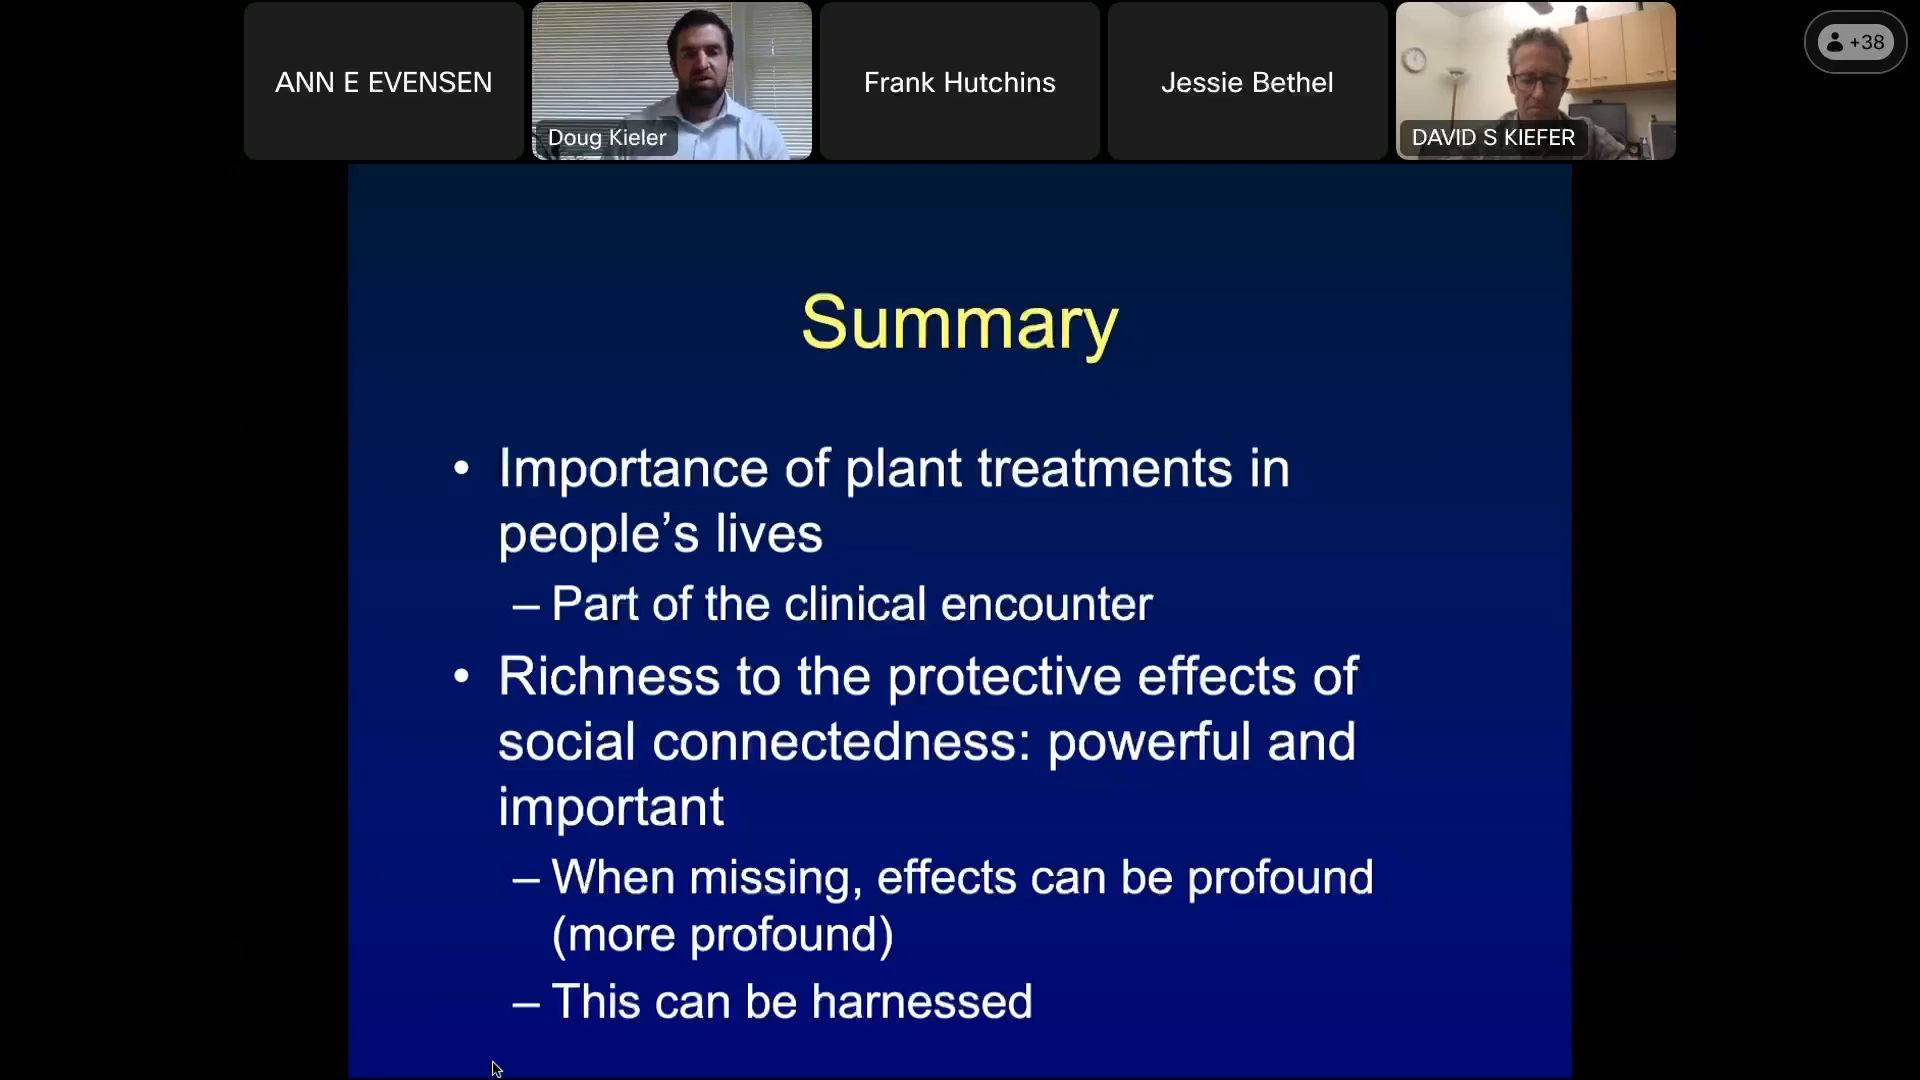 ANN E EVENSEN
Doug Kieler
Frank Hutchins
Jessie Bethel
DAVID S KIEFER
+38
Summary
• Importance of plant treatments in
people’s lives
– Part of the clinical encounter
• Richness to the protective effects of
social connectedness: powerful and
important
– When missing, effects can be profound
(more profound)
– This can be harnessed